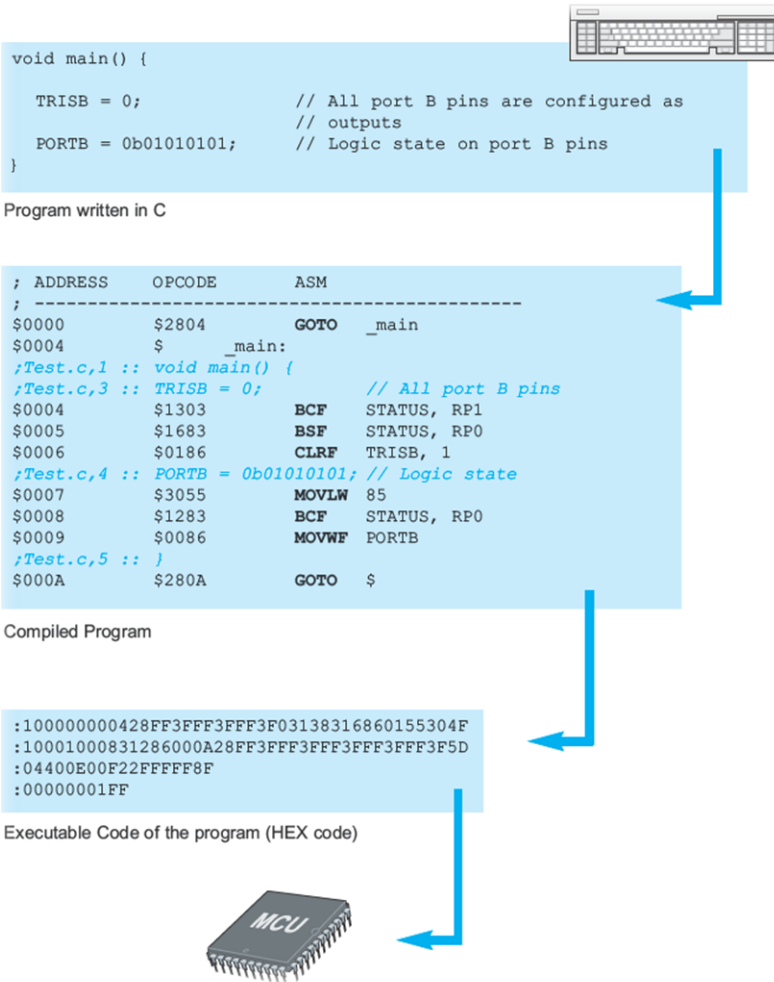 void main() {
TRISB = 0; // All port B pins are configured as
// outputs
PORTB = 0b01010101; // Logic state on port B pins
}
Program written in C
; ADDRESS OPCODE ASM
; ----------------------------------------------
$0000 $2804 GOTO _main
$0004 $ _main:
;Test.c,1 :: void main() {
;Test.c,3 :: TRISB = 0; // All port B pins
$0004 $1303 BCF STATUS, RP1
$0005 $1683 BSF STATUS, RP0
$0006 $0186 CLRF TRISB, 1
;Test.c,4 :: PORTB = 0b01010101; // Logic state
$0007 $3055 MOVLW 85
$0008 $1283 BCF STATUS, RP0
$0009 $0086 MOVWF PORTB
;Test.c,5 :: }
$000A $280A GOTO $
Compiled Program
:100000000428FF3FFF3FFF3F03138316860155304F
:10001000831286000A28FF3FFF3FFF3FFF3FFF3F5D
:04400E00F22FFFFF8F
:00000001FF
Executable Code of the program (HEX code)
MCU